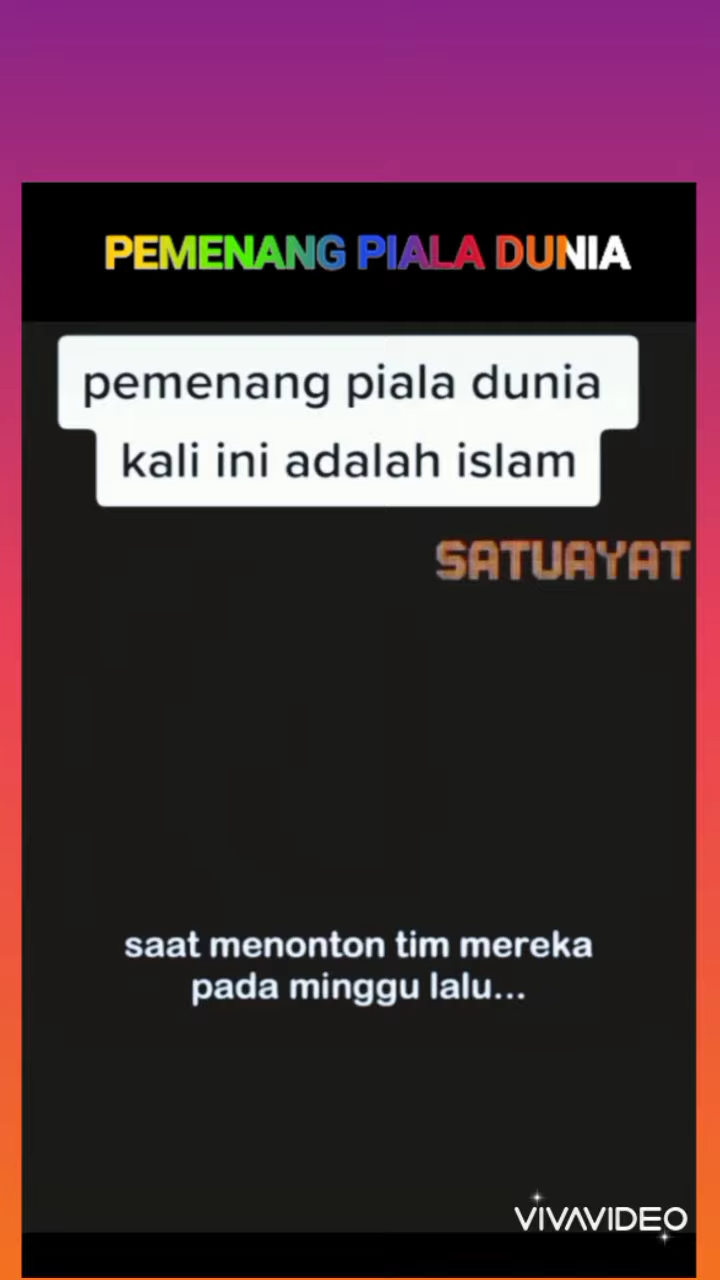 PEMENANG PIALA DUNIA
pemenang piala dunia
kali ini adalah islam
SATUAYAT
saat menonton tim mereka
pada minggu lalu...
VIVAVIDEO